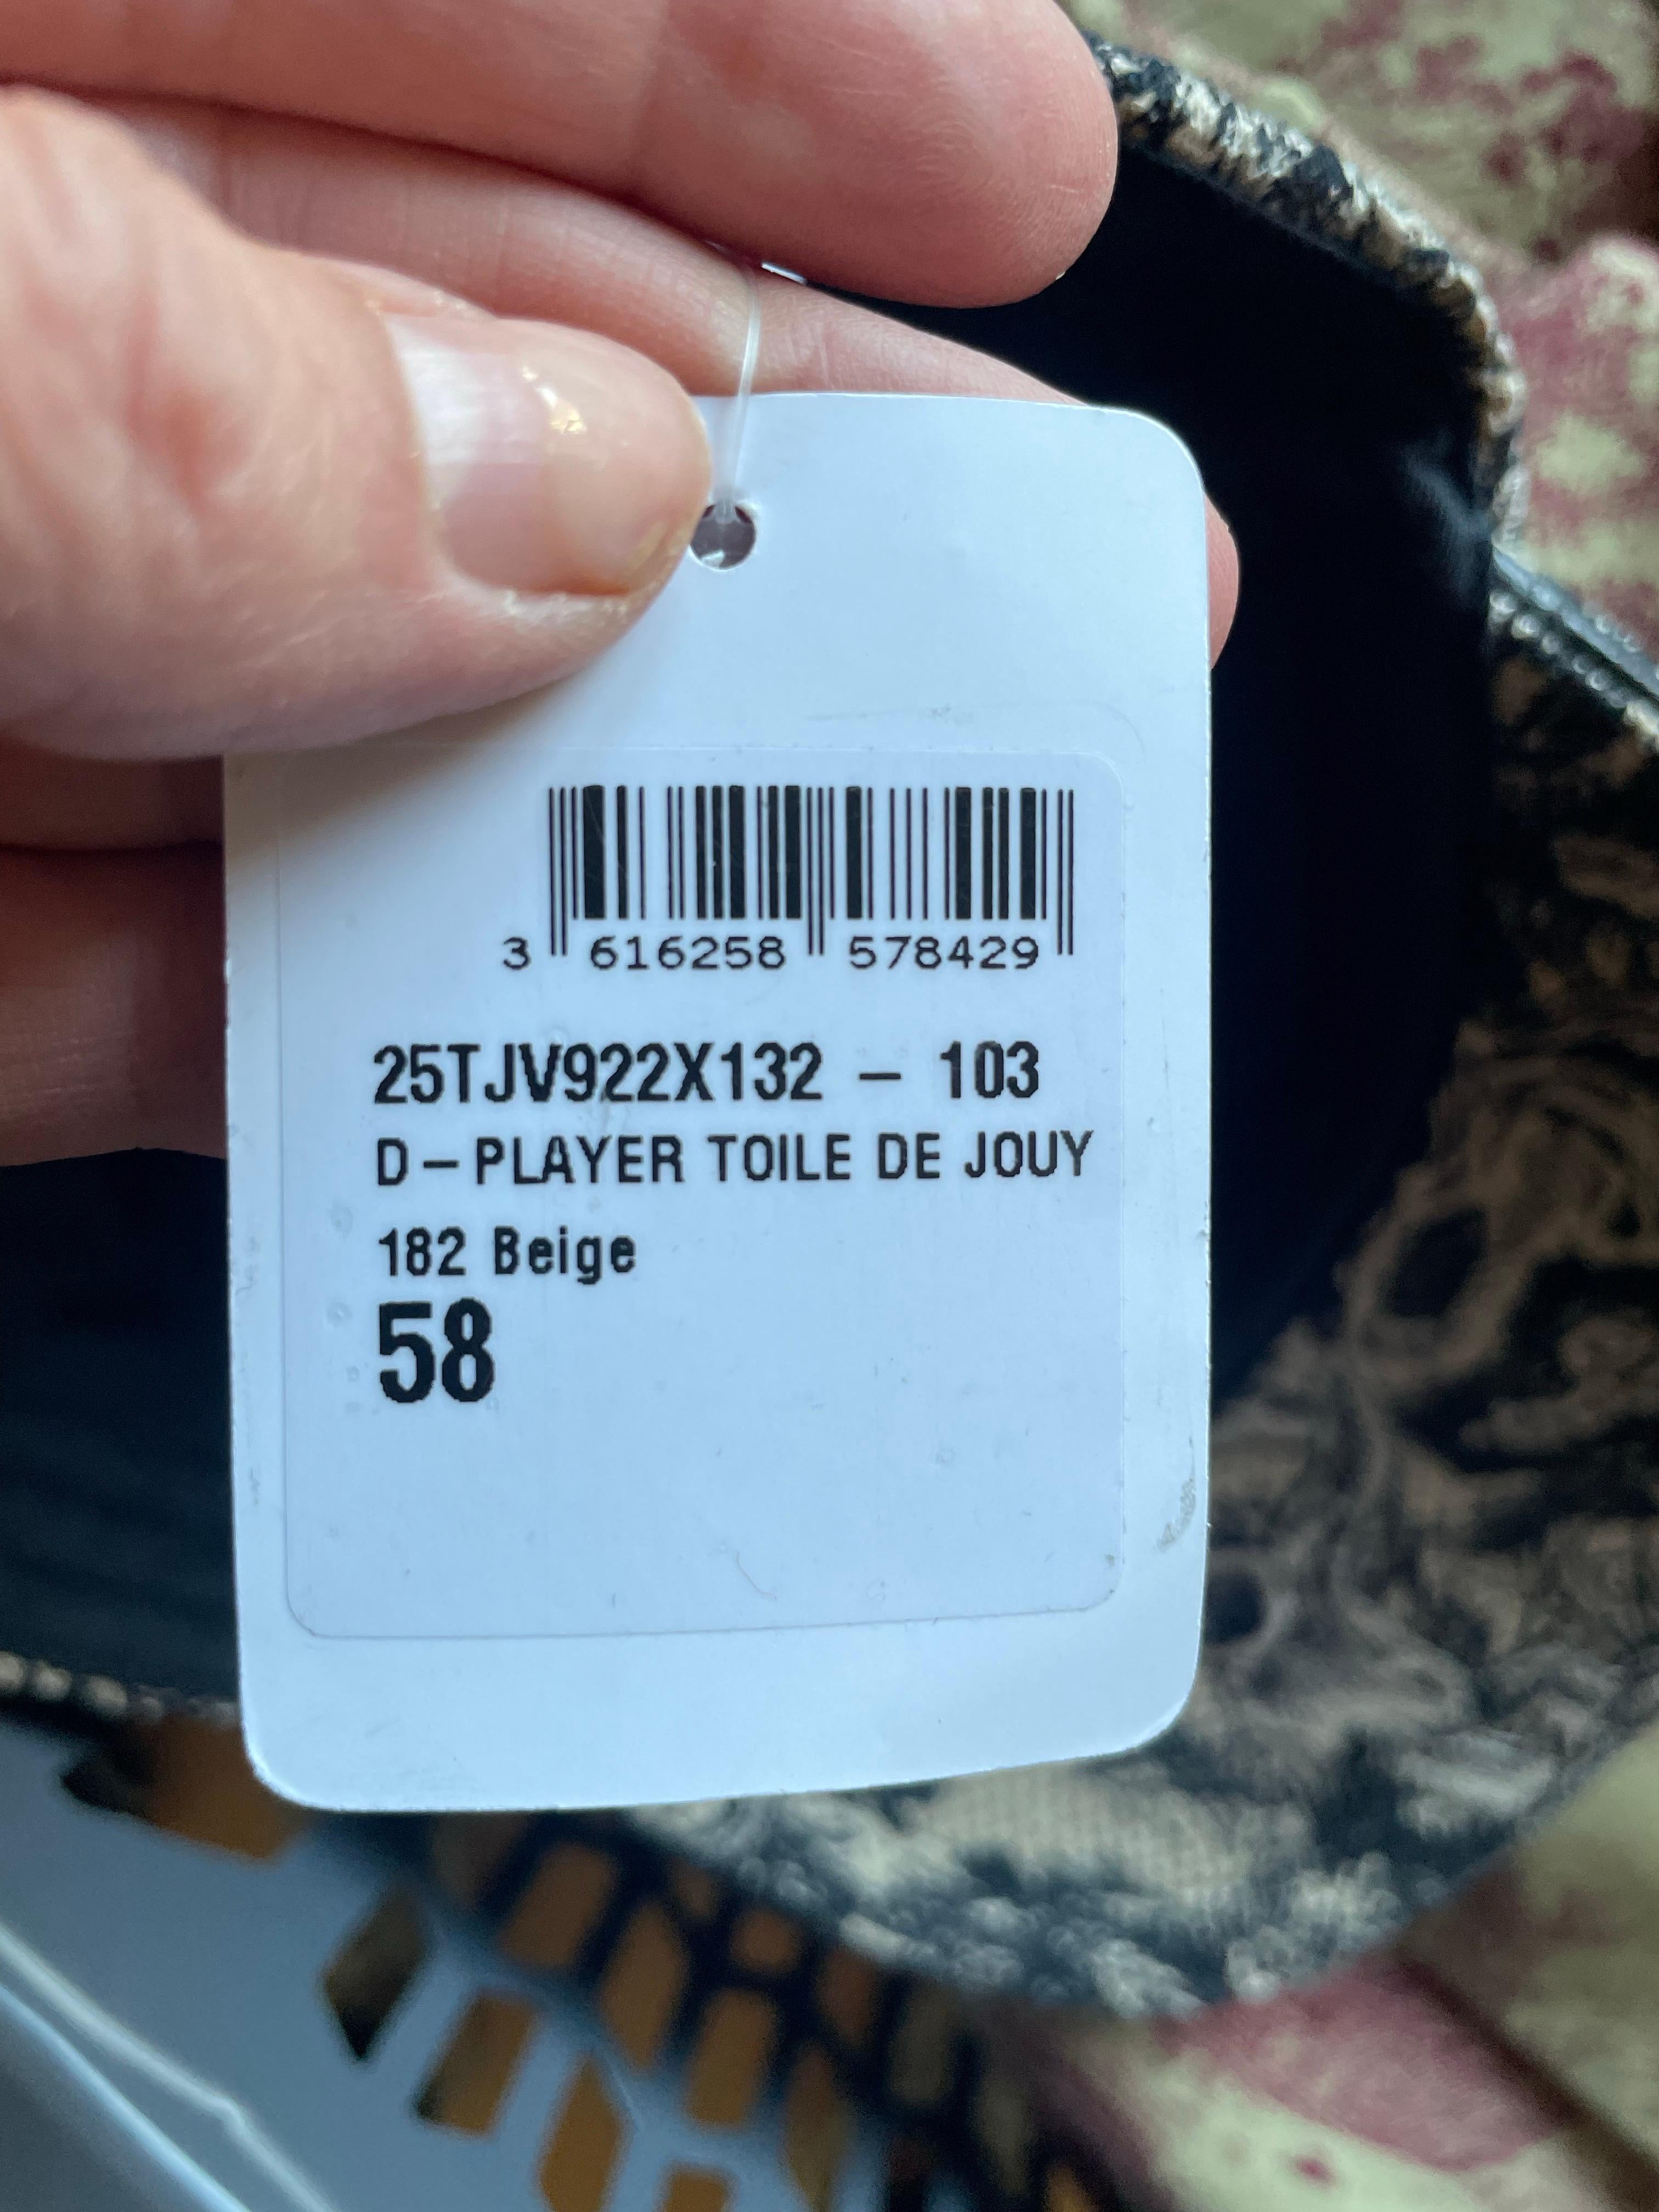 3 616258 578429
25TJV922X132 – 103
D–PLAYER TOILE DE JOUY
182 Beige
58